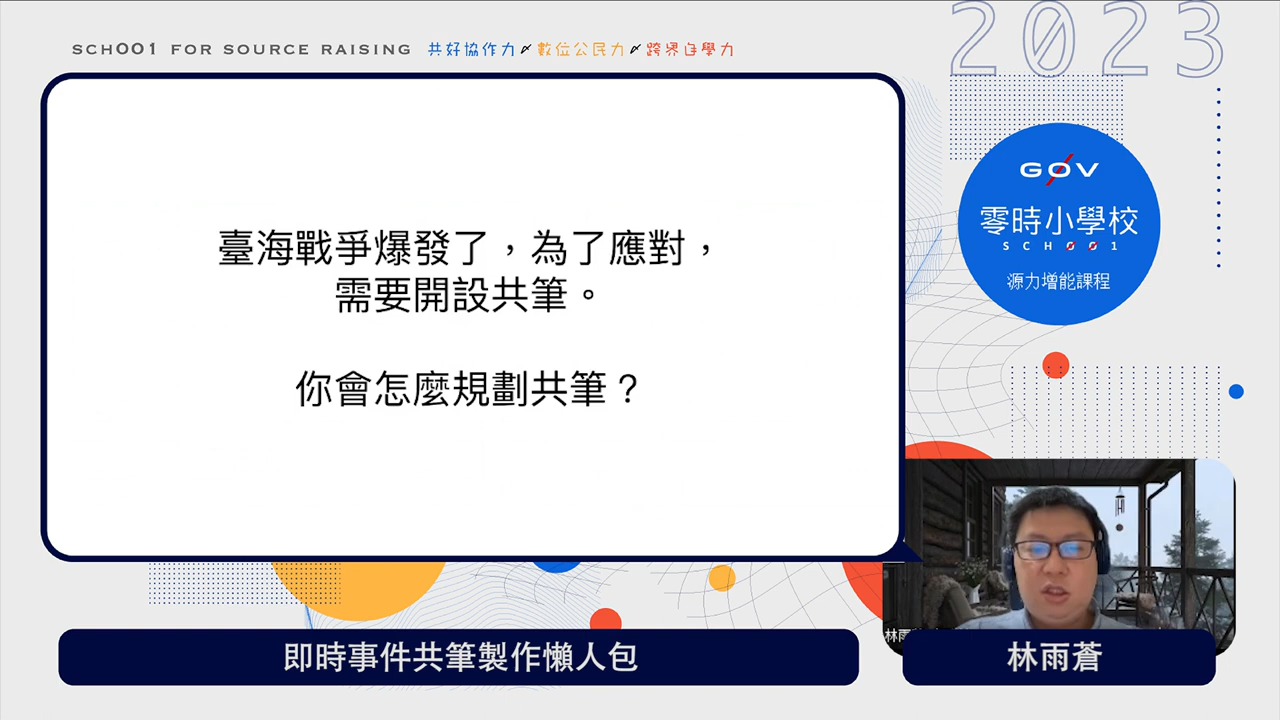 SCH001 FOR SOURCE RAISING 共好協作力 數位公民力 跨界自學力
2023
G0V
零時小學校
SCH001
源力增能課程
臺海戰爭爆發了，為了應對，
需要開設共筆。
你會怎麼規劃共筆？
林雨
即時事件共筆製作懶人包
林雨蒼